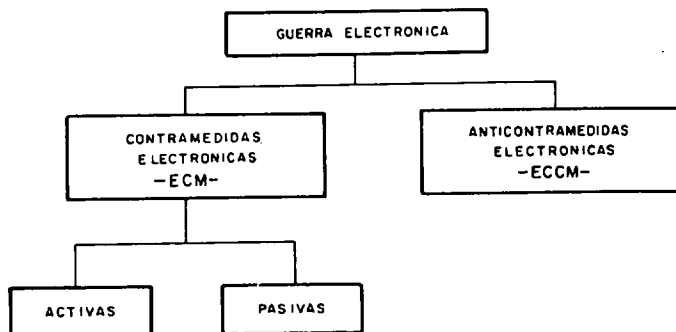 GUERRA ELECTRONICA
CONTRAMEDIDAS
ELECTRONICAS
-ECM-
ANTICONTRAMEDIDAS
ELECTRONICAS
-ECCM-
ACTIVAS
PASIVAS